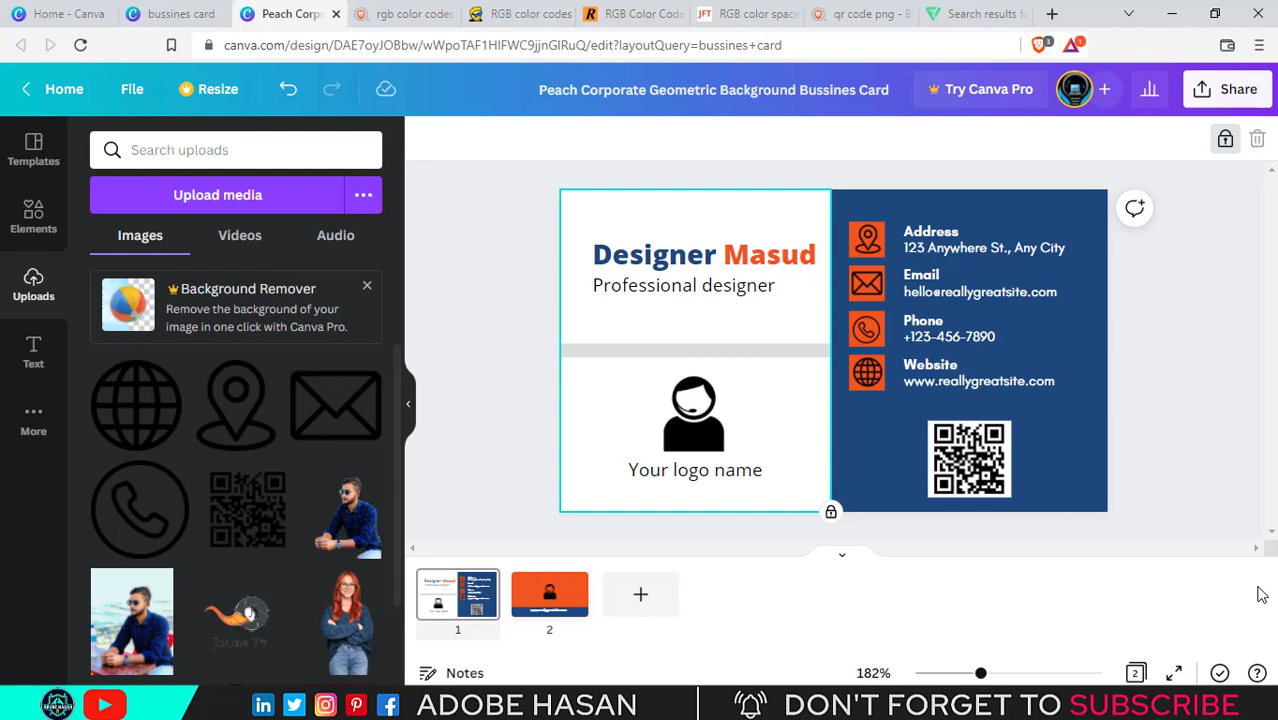 Home - Canva
bussines card
Peach Corpo
rgb color codes
RGB color codes
RGB Color Code
RGB color space
qr code png - B
Search results fo
canva.com/design/DAE7oyJOBbw/wWpoTAF1HIFWC9jjnGlRuQ/edit?layoutQuery=bussines+card
3
1
Home
File
Resize
Peach Corporate Geometric Background Bussines Card
Try Canva Pro
Share
Templates
Elements
Uploads
Text
More
Search uploads
Upload media
Images
Videos
Audio
Background Remover
Remove the background of your
image in one click with Canva Pro.
Designer Masud
Professional designer
Your logo name
Address
123 Anywhere St., Any City
Email
hello@reallygreatsite.com
Phone
+123-456-7890
Website
www.reallygreatsite.com
1
2
Notes
182%
2
ADOBE HASAN
DON'T FORGET TO SUBSCRIBE